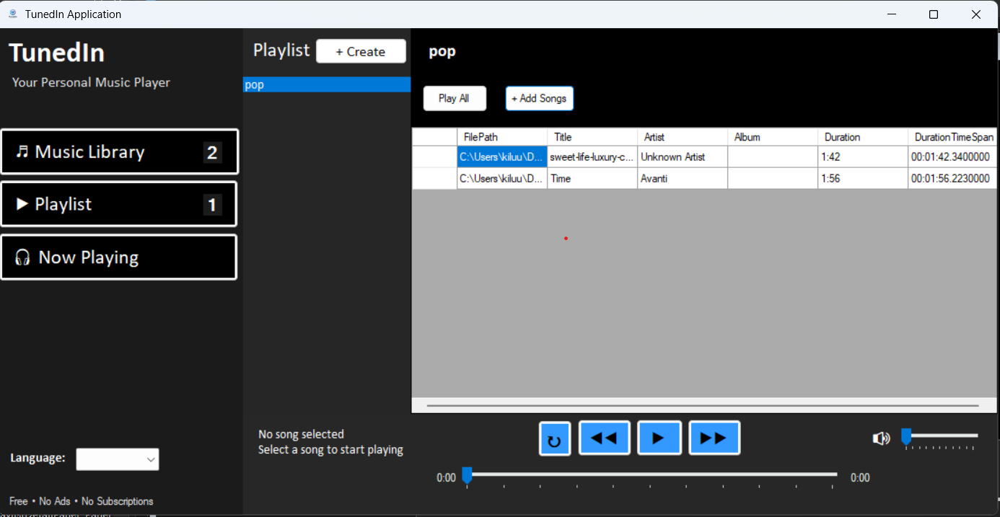 TunedIn Application
TunedIn
Your Personal Music Player
Music Library 2
Playlist 1
Now Playing
Language:
Free • No Ads • No Subscriptions
Playlist + Create
pop
pop
Play All + Add Songs
FilePath Title Artist Album Duration DurationTimeSpan
C:\Users\kiluu\D... sweet-life-luxury-c... Unknown Artist 1:42 00:01:42.3400000
C:\Users\kiluu\D... Time Avanti 1:56 00:01:56.2230000
No song selected
Select a song to start playing
0:00 0:00